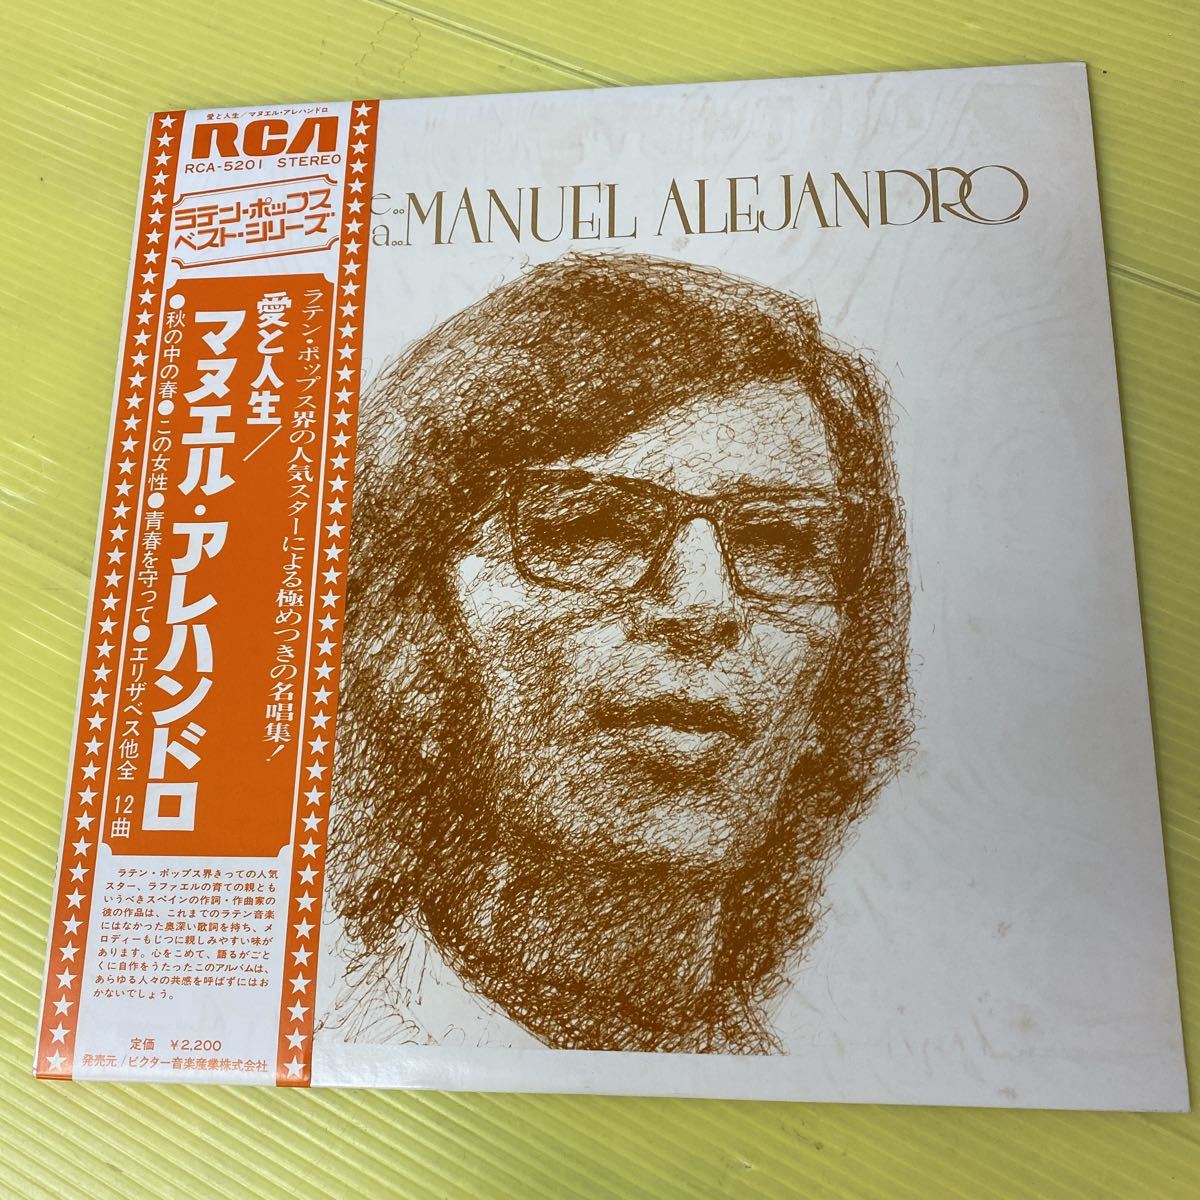 愛と人生/マヌエル・アレハンドロ
RCA
RCA-5201 STEREO
ラテン・ポップス
ベスト・シリーズ
ラテン・ポップス界の人気スターによる極めつきの名唱集!
愛と人生/
マヌエル・アレハンドロ
●秋の中の春●この女性●青春を守って●エリザベス他全12曲
ラテン・ポップス界きっての人気
スター、ラファエルの育ての親とも
いうべきスペインの作詞・作曲家の
彼の作品は、これまでのラテン音楽
にはなかった奥深い歌詞を持ち、メ
ロディーもじつに親しみやすい味が
あります。心をこめて、語るがごと
くに自作をうたったこのアルバムは、
あらゆる人々の共感を呼ばずにはお
かないでしょう。
定価 ¥2,200
発売元/ビクター音楽産業株式会社
e..
a...MANUEL ALEJANDRO